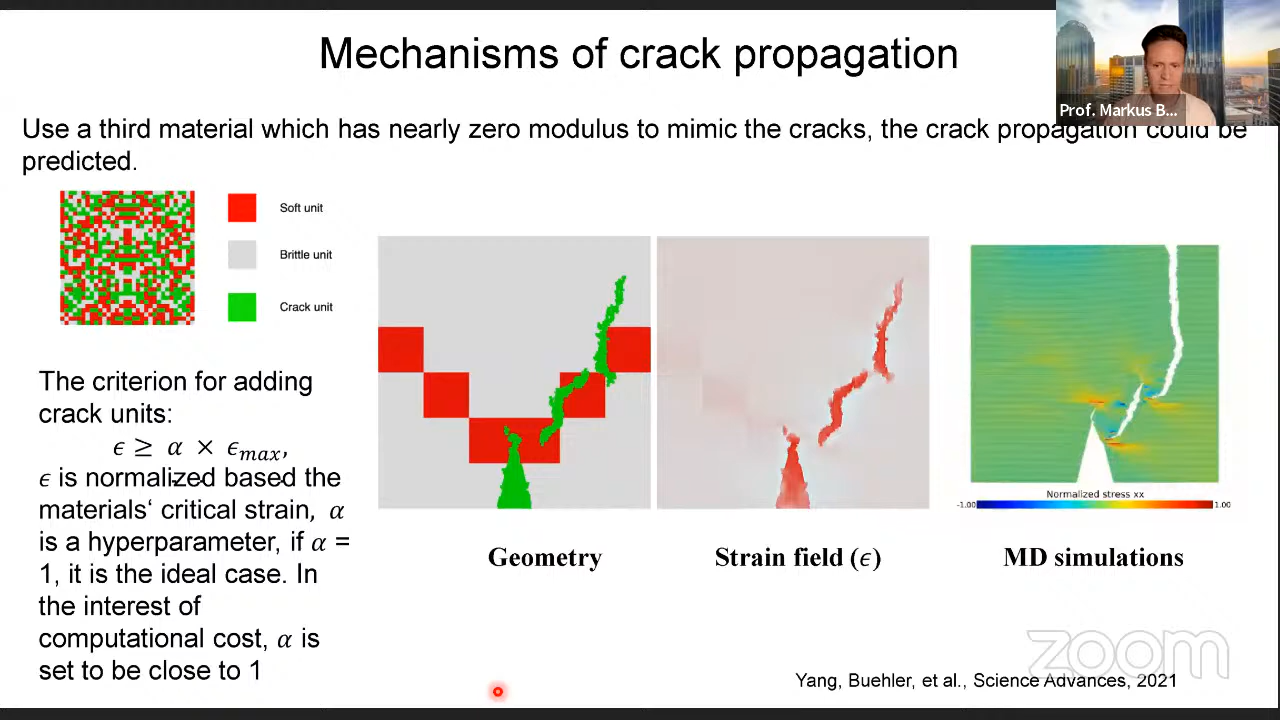 Mechanisms of crack propagation
Prof. Markus B...
Use a third material which has nearly zero modulus to mimic the cracks, the crack propagation could be
predicted.
Soft unit
Brittle unit
Crack unit
The criterion for adding
crack units:
𝜖 ≥ 𝛼 × 𝜖𝑚𝑎𝑥,
𝜖 is normalized based the
materials‘ critical strain, 𝛼
is a hyperparameter, if 𝛼 =
1, it is the ideal case. In
the interest of
computational cost, 𝛼 is
set to be close to 1
Normalized stress xx
-1.00 1.00
Geometry
Strain field (𝜖)
MD simulations
zoom
Yang, Buehler, et al., Science Advances, 2021